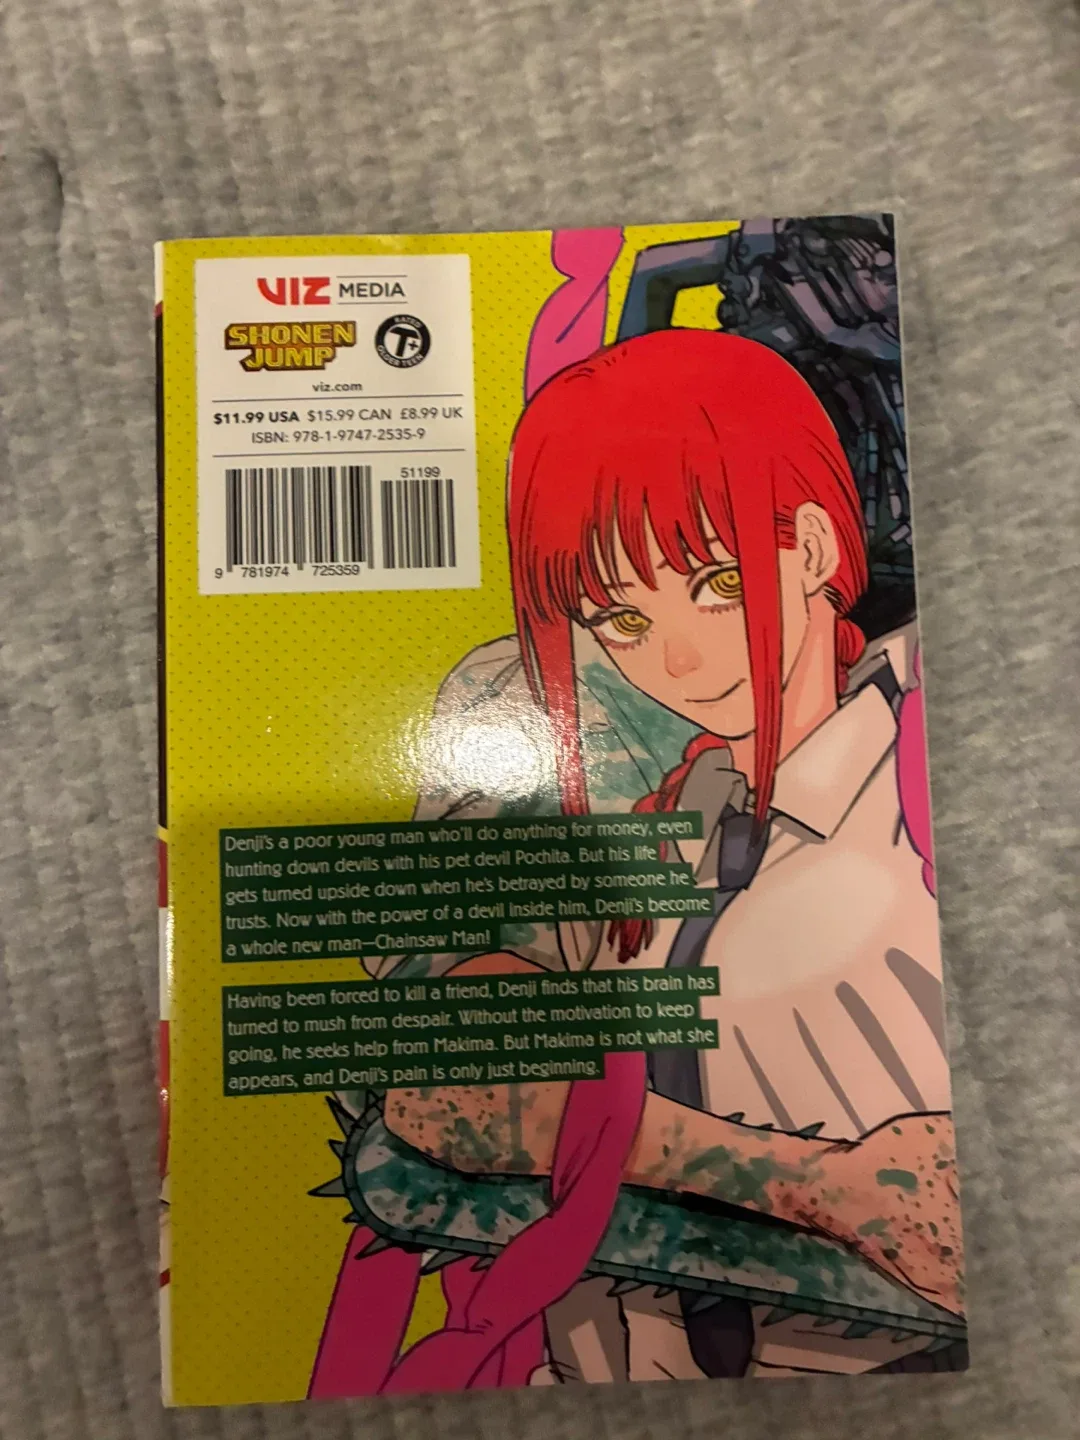 VIZ MEDIA
SHONEN
JUMP
RATED
T+
OLDER TEEN
viz.com
$11.99 USA $15.99 CAN £8.99 UK
ISBN: 978-1-9747-2535-9
51199
9 781974 725359
Denji's a poor young man who'll do anything for money, even
hunting down devils with his pet devil Pochita. But his life
gets turned upside down when he's betrayed by someone he
trusts. Now with the power of a devil inside him, Denji's become
a whole new man—Chainsaw Man!
Having been forced to kill a friend, Denji finds that his brain has
turned to mush from despair. Without the motivation to keep
going, he seeks help from Makima. But Makima is not what she
appears, and Denji's pain is only just beginning.